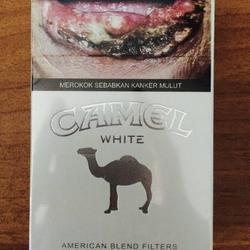 MEROKOK SEBABKAN KANKER MULUT
CAMEL
WHITE
AMERICAN BLEND FILTERS